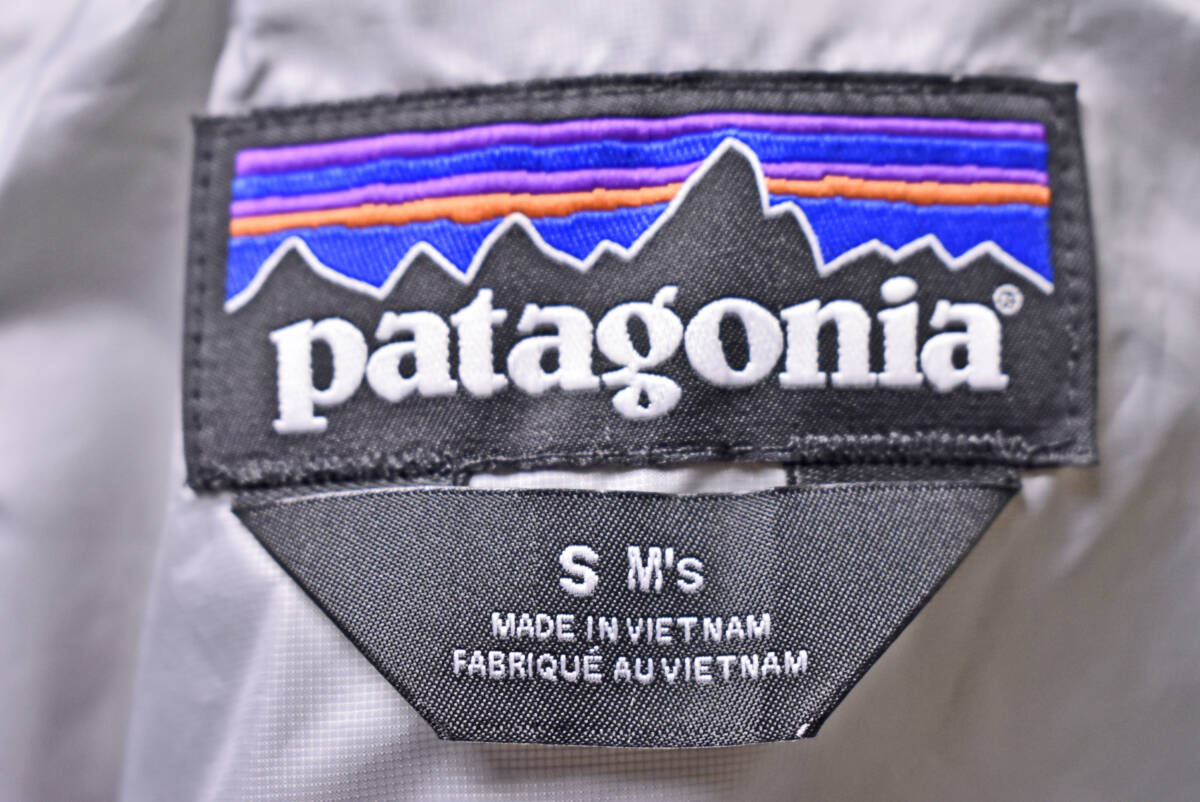 patagonia®
S M's
MADE IN VIETNAM
FABRIQUÉ AU VIETNAM